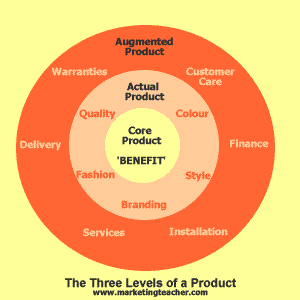 Augmented
Product
Warranties
Customer
Care
Actual
Product
Quality
Colour
Core
Product
'BENEFIT'
Delivery
Finance
Fashion
Style
Branding
Services
Installation
The Three Levels of a Product
www.marketingteacher.com